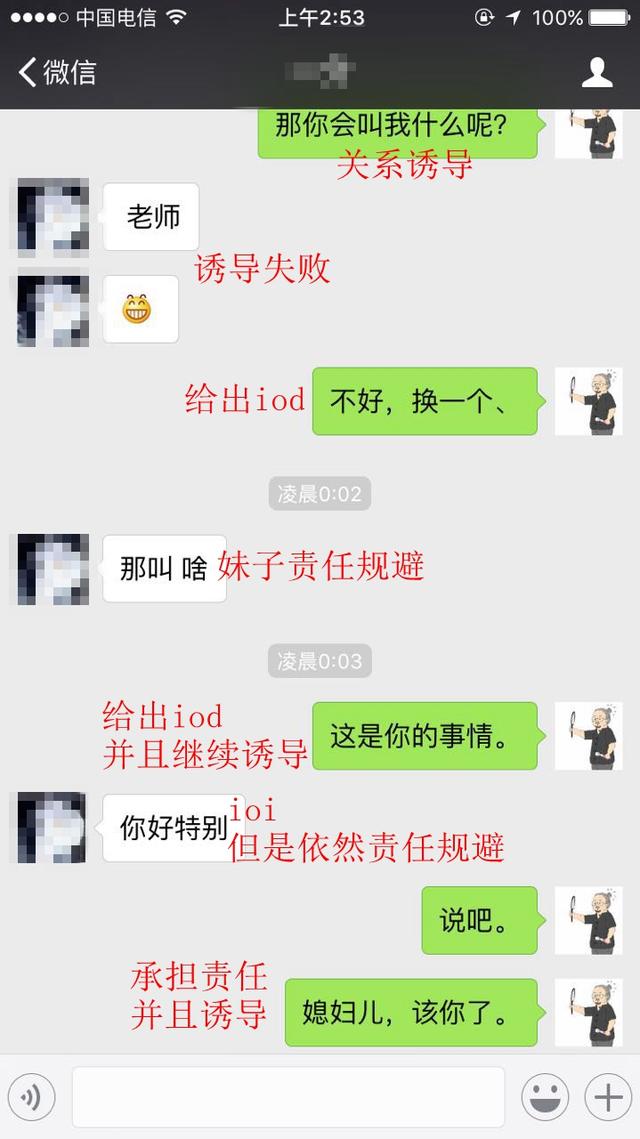 中国电信
上午2:53
100%
微信
那你会叫我什么呢?
关系诱导
老师
诱导失败
给出iod
不好，换一个、
凌晨0:02
那叫 啥
妹子责任规避
凌晨0:03
给出iod
并且继续诱导
这是你的事情。
你好特别
ioi
但是依然责任规避
说吧。
承担责任
并且诱导
媳妇儿，该你了。